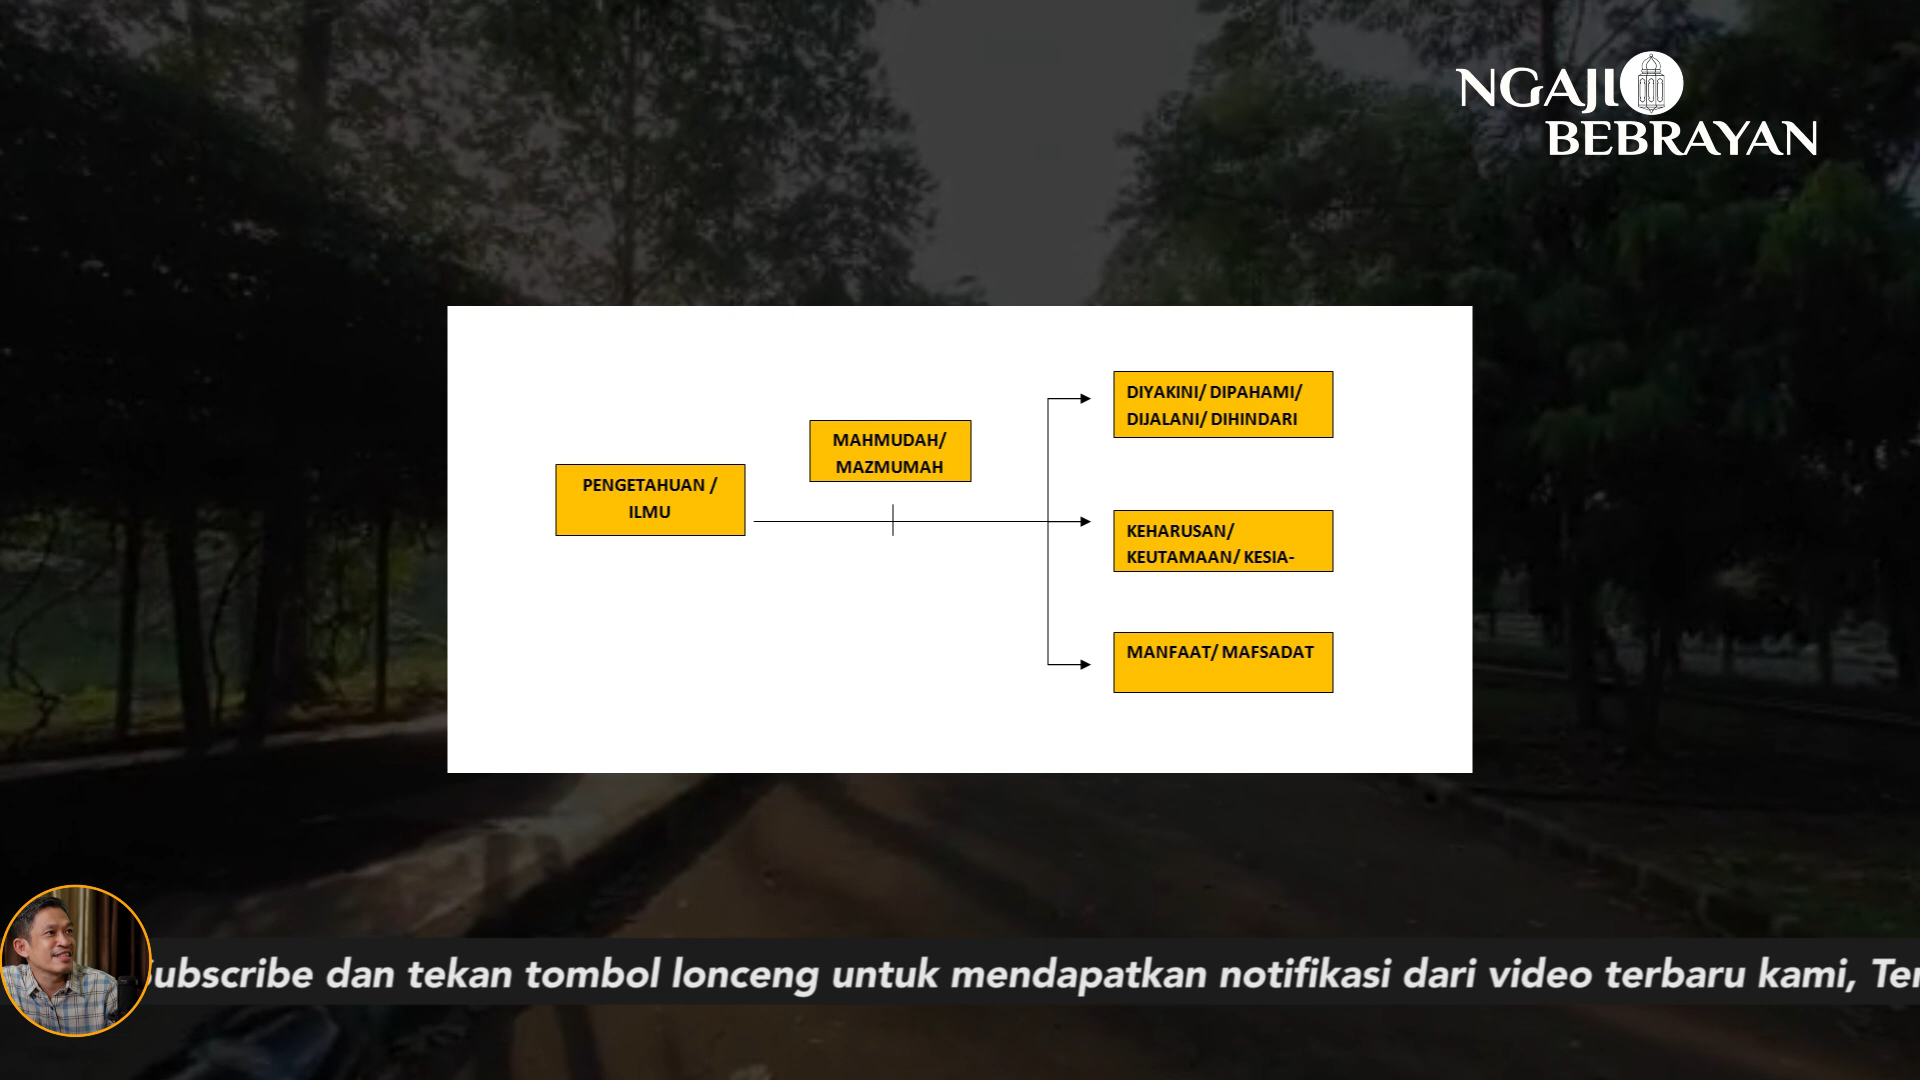 NGAJI
BEBRAYAN
DIYAKINI/ DIPAHAMI/
DIJALANI/ DIHINDARI
MAHMUDAH/
MAZMUMAH
PENGETAHUAN /
ILMU
KEHARUSAN/
KEUTAMAAN/ KESIA-
MANFAAT/ MAFSADAT
ubscribe dan tekan tombol lonceng untuk mendapatkan notifikasi dari video terbaru kami, Ter